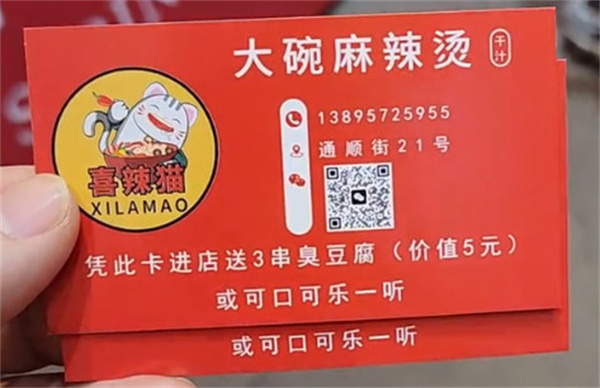 大碗麻辣烫 干汁
13895725955
通顺街21号
喜辣猫
XILAMAO
凭此卡进店送3串臭豆腐（价值5元）
或可口可乐一听
或可口可乐一听